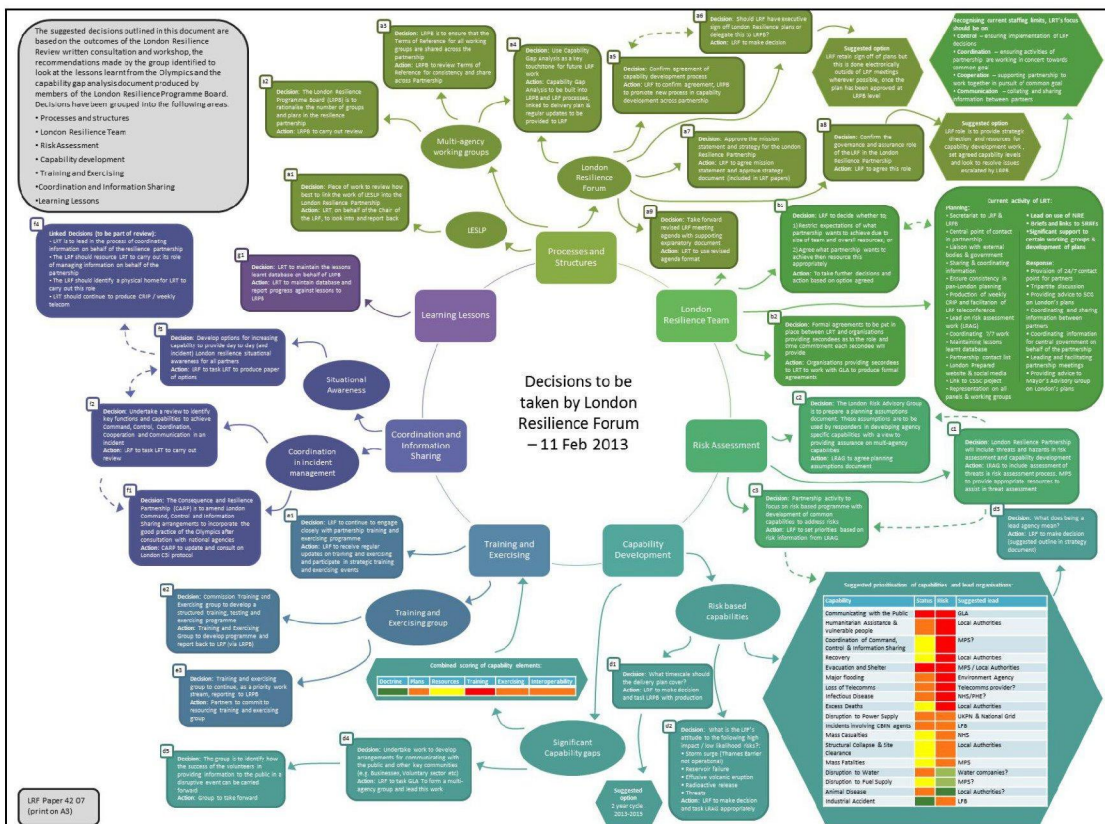 The suggested decisions outlined in this document are
based on the outcomes of the London Resilience
Review written consultation and workshop, the
recommendations made by the group identified to
look at the lessons learnt from the Olympics and the
capability gap analysis document produced by
members of the London Resilience Programme Board.
Decisions have been grouped into the following areas:
• Processes and structures
• London Resilience Team
• Risk Assessment
• Capability development
• Training and Exercising
•Coordination and Information Sharing
•Learning Lessons
a3
Decision: LRPB is to ensure that the
Terms of Reference for all working
groups are shared across the
partnership
Action: LRPB to review Terms of
Reference for consistency and share
across Partnership
a2
Decision: The London Resilience
Programme Board (LRPB) is to
rationalise the number of groups
and plans in the resilience
partnership
Action: LRPB to carry out review
Multi-agency
working groups
a4
Decision: Use Capability
Gap Analysis as a key
touchstone for future LRF
work
Action: Capability Gap
Analysis to be built into
LRPB and LRF processes,
linked to delivery plan &
regular updates to be
provided to LRF
a6
Decision: Should LRF have executive
sign off London Resilience plans or
delegate this to LRPB?
Action: LRF to make decision
a5
Decision: Confirm agreement of
capability development process
Action: LRF to confirm agreement, LRPB
to promote new process in capability
development across partnership
Suggested option
LRF retain sign off of plans but
this is done electronically
outside of LRF meetings
wherever possible, once the
plan has been approved at
LRPB level
Recognising current staffing limits, LRT's focus
should be on
• Control – ensuring implementation of LRF
decisions
• Coordination – ensuring activities of
partnership are working in concert towards
common goal
• Cooperation – supporting partnership
to work together in pursuit of common goal
• Communication – collating and sharing
information between partners
a7
Decision: Approve the mission
statement and strategy for the London
Resilience Partnership
Action: LRF to agree mission
statement and approve strategy
document (included in LRF papers)
a8
Decision: Confirm the
governance and assurance role
of the LRF in the London
Resilience Partnership
Action: LRF to agree this role
Suggested option
LRF role is to provide strategic
direction and resources for
capability development work,
set agreed capability levels
and look to resolve issues
escalated by LRPB
London
Resilience
Forum
a1
Decision: Piece of work to review how
best to link the work of LESLP into the
London Resilience Partnership
Action: LRT, on behalf of the Chair of the
LRF, to look into and report back
LESLP
a9
Decision: Take forward
revised LRF meeting
agendas with supporting
explanatory document
Action: LRF to use revised
agenda format
Processes and
Structures
b1
Decision: LRF to decide whether to
1)Restrict expectations of what
partnership wants to achieve due to
size of team and overall resources, or
2)Agree what partnership wants to
achieve then resource this
appropriately
Action: To take further decisions and
action based on option agreed
Current activity of LRT:
Planning:
• Secretariat to LRF &
LRPB
• Central point of contact
in partnership
• Liaison with external
bodies & government
• Sharing & coordinating
information
• Ensure consistency in
pan-London planning
• Production of weekly
CRIP and facilitation of
LRF teleconference
• Lead on risk assessment
work (LRAG)
• Coordinating 7/7 work
• Maintaining lessons
learnt database
• Partnership contact list
• London Prepared
website & social media
• Link to CSSC project
• Representation on
all panels & working groups
• Lead on use of NRE
• Briefs and links to SRBFs
• Significant support to
certain working groups &
development of plans
Response:
• Provision of 24/7 contact
point for partners
• Tripartite discussion
• Providing advice to SCG
on London's plans
• Coordinating and sharing
information between
partners
• Coordinating information
for central government on
behalf of the partnership
• Leading and facilitating
partnership meetings
• Providing advice to
Mayor's Advisory Group
on London's plans
London
Resilience Team
b2
Decision: Formal agreements to be put in
place between LRT and organisations
providing secondees as to the role and
time commitment each secondee will
provide
Action: Organisations providing secondees
to LRT to work with GLA to produce formal
agreements
f4
Linked Decisions (to be part of review):
• LRT is to lead in the process of coordinating
information on behalf of the resilience partnership
• The LRF should resource LRT to carry out its role
of managing information on behalf of the
partnership
• The LRF should identify a physical home for LRT to
carry out this role
• LRT should continue to produce CRIP / weekly
telecom
g1
Decision: LRT to maintain the lessons
learnt database on behalf of LRPB
Action: LRT to maintain database and
report progress against lessons to
LRPB
Learning Lessons
f3
Decision: Develop options for increasing
capability to provide day to day (and
incident) London resilience situational
awareness for all partners
Action: LRF to task LRT to produce paper
of options
Situational
Awareness
f2
Decision: Undertake a review to identify
key functions and capabilities to achieve
Command, Control, Coordination,
Cooperation and Communication in an
incident
Action: LRF to task LRT to carry out
review
Coordination
in incident
management
Coordination and
Information
Sharing
f1
Decision: The Consequence and Resilience
Partnership (CARP) is to amend London
Command, Control and Information
Sharing arrangements to incorporate the
good practice of the Olympics after
consultation with national agencies
Action: CARP to update and consult on
London C3i protocol
Decisions to be
taken by London
Resilience Forum
– 11 Feb 2013
Risk Assessment
c2
Decision: The London Risk Advisory Group
is to prepare a planning assumptions
document. These assumptions are to be
used by responders in developing agency
specific capabilities with a view to
providing assurance on multi-agency
capabilities
Action: LRAG to agree planning
assumptions document
c1
Decision: London Resilience Partnership
will include threats and hazards in risk
assessment and capability development
Action: LRAG to include assessment of
threats in risk assessment process. MPS
to provide appropriate resources to
assist in threat assessment
c3
Decision: Partnership activity to
focus on risk based programme with
development of common
capabilities to address risks
Action: LRF to set priorities based on
risk information from LRAG
d3
Decision: What does being a
lead agency mean?
Action: LRF to make decision
(suggested outline in strategy
document)
e1
Decision: LRF to continue to engage
closely with partnership training and
exercising programme
Action: LRF to receive regular
updates on training and exercising
and participate in strategic training
and exercising events
Training and
Exercising
Capability
Development
e2
Decision: Commission Training and
Exercising group to develop a
structured training, testing and
exercising programme
Action: Training and Exercising
Group to develop programme and
report back to LRF (via LRPB)
Training and
Exercising group
e3
Decision: Training and exercising
group to continue, as a priority work
stream, reporting to LRPB
Action: Partners to commit to
resourcing training and exercising
group
Combined scoring of capability elements
Doctrine Plans Resources Training Exercising Interoperability
Significant
Capability gaps
d4
Decision: Undertake work to develop
arrangements for communicating with
the public and other key communities
(e.g. Businesses, Voluntary sector etc)
Action: LRF to task GLA to form a multi-
agency group and lead this work
d5
Decision: The group is to identify how
the success of the volunteers in
providing information to the public in a
disruptive event can be carried
forward
Action: Group to take forward
Risk based
capabilities
d1
Decision: What timescale should
the delivery plan cover?
Action: LRF to make decision
and task LRPB with production
Suggested
option
2 year cycle
2013-2015
d2
Decision: What is the LRF's
attitude to the following high
impact / low likelihood risks?:
• Storm surge (Thames Barrier
not operational)
• Reservoir failure
• Effusive volcanic eruption
• Radioactive release
• Threats
Action: LRF to make decision
and task LRAG appropriately
Suggested prioritisation of capabilities and lead organisations:
Capability Status Risk Suggested lead
Communicating with the Public GLA
Humanitarian Assistance &
vulnerable people Local Authorities
Coordination of Command,
Control & Information Sharing MPS?
Recovery Local Authorities
Evacuation and Shelter MPS / Local Authorities
Major flooding Environment Agency
Loss of Telecomms Telecomms provider?
Infectious Disease NHS/PHE?
Excess Deaths Local Authorities
Disruption to Power Supply UKPN & National Grid
Incidents involving CBRN agents LFB
Mass Casualties NHS
Structural Collapse & Site
Clearance Local Authorities
Mass Fatalities MPS
Disruption to Water Water companies?
Disruption to Fuel Supply MPS?
Animal Disease Local Authorities?
Industrial Accident LFB
LRF Paper 42 07
(print on A3)